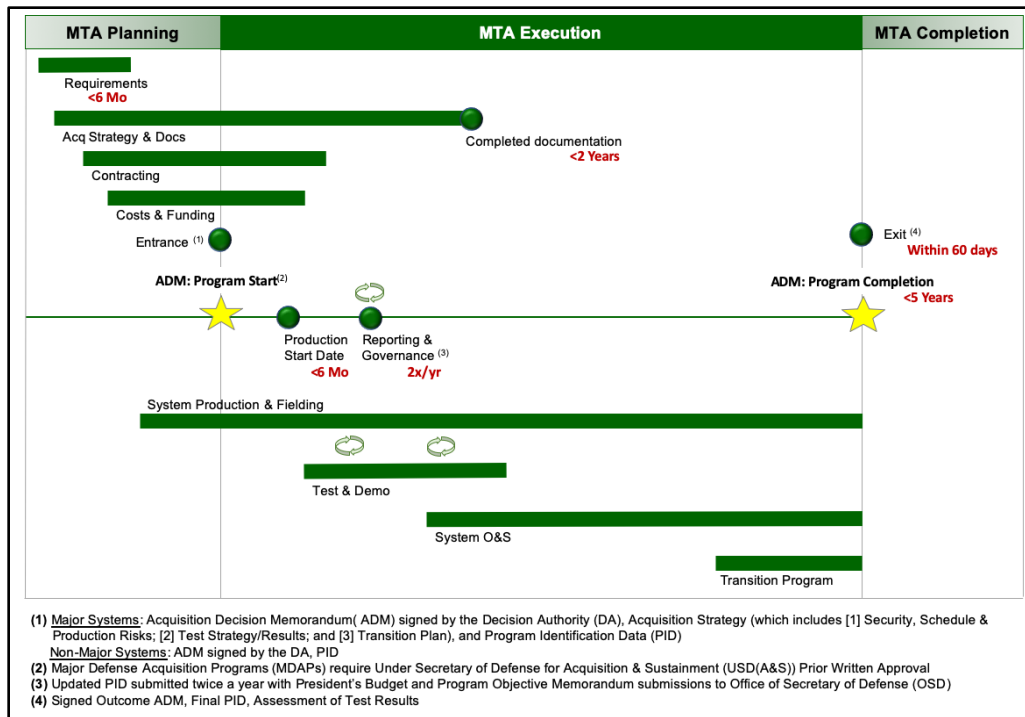 MTA Planning
MTA Execution
MTA Completion
Requirements
<6 Mo
Acq Strategy & Docs
Completed documentation
<2 Years
Contracting
Costs & Funding
Entrance (1)
Exit (4)
Within 60 days
ADM: Program Start(2)
ADM: Program Completion
<5 Years
Production
Start Date
<6 Mo
Reporting &
Governance (3)
2x/yr
System Production & Fielding
Test & Demo
System O&S
Transition Program
(1) Major Systems: Acquisition Decision Memorandum( ADM) signed by the Decision Authority (DA), Acquisition Strategy (which includes [1] Security, Schedule &
Production Risks; [2] Test Strategy/Results; and [3] Transition Plan), and Program Identification Data (PID)
Non-Major Systems: ADM signed by the DA, PID
(2) Major Defense Acquisition Programs (MDAPs) require Under Secretary of Defense for Acquisition & Sustainment (USD(A&S)) Prior Written Approval
(3) Updated PID submitted twice a year with President's Budget and Program Objective Memorandum submissions to Office of Secretary of Defense (OSD)
(4) Signed Outcome ADM, Final PID, Assessment of Test Results